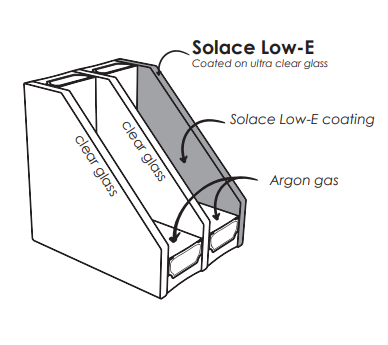 Solace Low-E
Coated on ultra clear glass
Solace Low-E coating
clear glass
clear glass
Argon gas